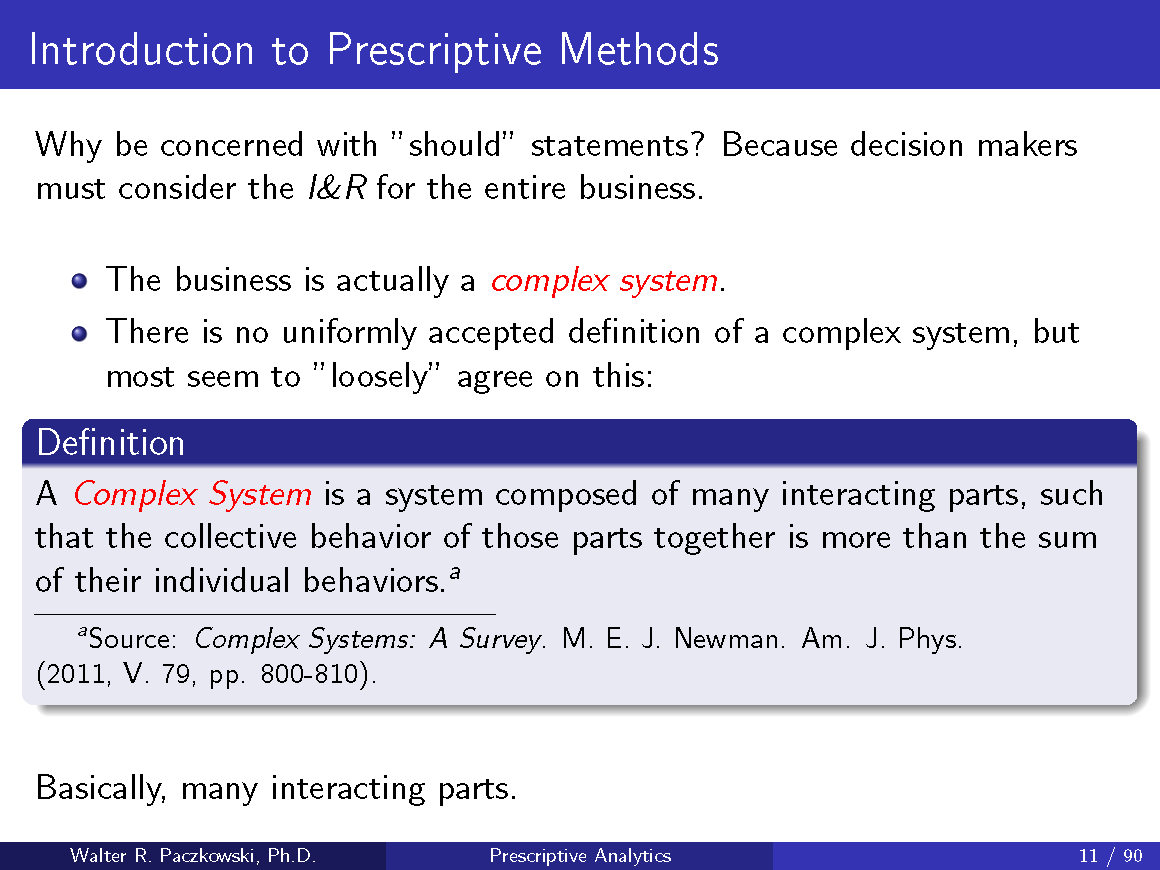 Introduction to Prescriptive Methods
Why be concerned with ”should” statements? Because decision makers
must consider the I&R for the entire business.
The business is actually a complex system.
There is no uniformly accepted definition of a complex system, but
most seem to ”loosely” agree on this:
Definition
A Complex System is a system composed of many interacting parts, such
that the collective behavior of those parts together is more than the sum
of their individual behaviors.a
aSource: Complex Systems: A Survey. M. E. J. Newman. Am. J. Phys.
(2011, V. 79, pp. 800-810).
Basically, many interacting parts.
Walter R. Paczkowski, Ph.D. Prescriptive Analytics 11 / 90